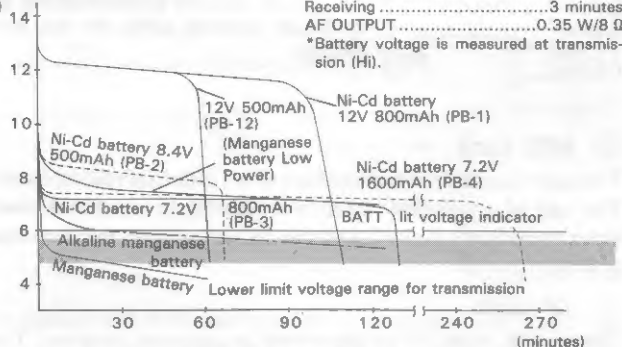 Receiving ..............................3 minutes
AF OUTPUT .......................0.35 W/8 Ω
*Battery voltage is measured at transmis-
sion (Hi).
14
12
10
8
6
4
12V 500mAh
(PB-12)
Ni-Cd battery
12V 800mAh (PB-1)
Ni-Cd battery 8.4V
500mAh (PB-2)
(Manganese
battery Low
Power)
Ni-Cd battery 7.2V
1600mAh (PB-4)
Ni-Cd battery 7.2V
800mAh
(PB-3)
BATT lit voltage indicator
Alkaline manganese
battery
Manganese battery
Lower limit voltage range for transmission
30 60 90 120 240 270
(minutes)